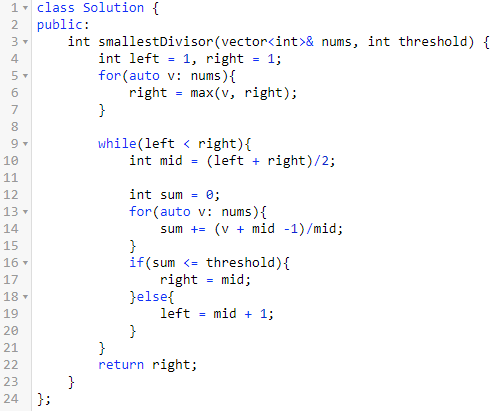 1 class Solution {
2 public:
3     int smallestDivisor(vector<int>& nums, int threshold) {
4         int left = 1, right = 1;
5         for(auto v: nums){
6             right = max(v, right);
7         }
8
9         while(left < right){
10             int mid = (left + right)/2;
11
12             int sum = 0;
13             for(auto v: nums){
14                 sum += (v + mid -1)/mid;
15             }
16             if(sum <= threshold){
17                 right = mid;
18             }else{
19                 left = mid + 1;
20             }
21         }
22         return right;
23     }
24 };